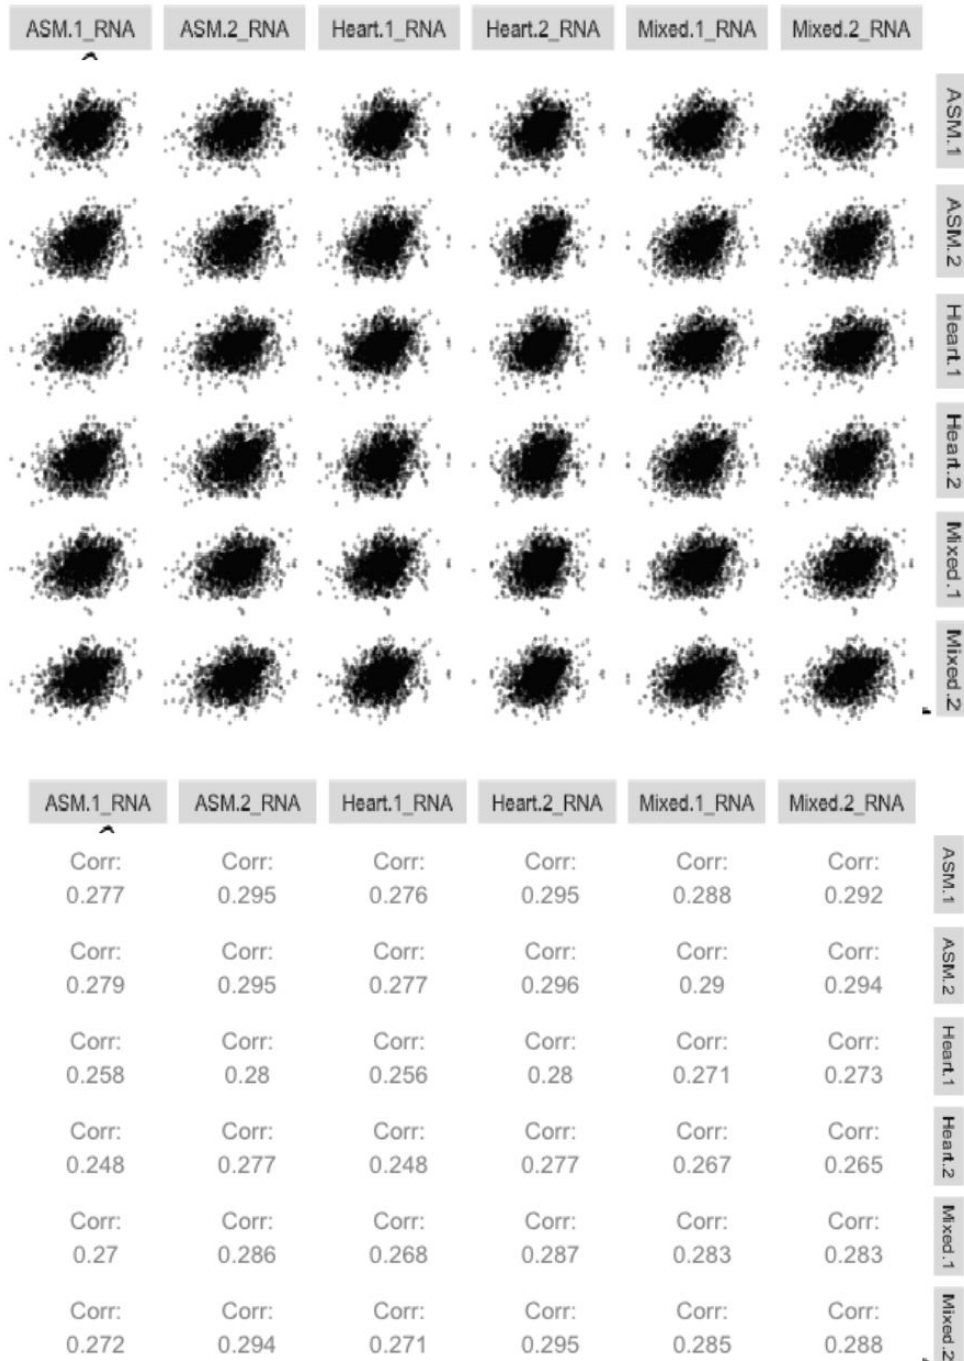 ASM.1_RNA ASM.2_RNA Heart.1_RNA Heart.2_RNA Mixed.1_RNA Mixed.2_RNA
ASM.1
ASM.2
Heart.1
Heart.2
Mixed.1
Mixed.2
ASM.1_RNA ASM.2_RNA Heart.1_RNA Heart.2_RNA Mixed.1_RNA Mixed.2_RNA
Corr: Corr: Corr: Corr: Corr: Corr:
0.277 0.295 0.276 0.295 0.288 0.292
ASM.1
Corr: Corr: Corr: Corr: Corr: Corr:
0.279 0.295 0.277 0.296 0.29 0.294
ASM.2
Corr: Corr: Corr: Corr: Corr: Corr:
0.258 0.28 0.256 0.28 0.271 0.273
Heart.1
Corr: Corr: Corr: Corr: Corr: Corr:
0.248 0.277 0.248 0.277 0.267 0.265
Heart.2
Corr: Corr: Corr: Corr: Corr: Corr:
0.27 0.286 0.268 0.287 0.283 0.283
Mixed.1
Corr: Corr: Corr: Corr: Corr: Corr:
0.272 0.294 0.271 0.295 0.285 0.288
Mixed.2